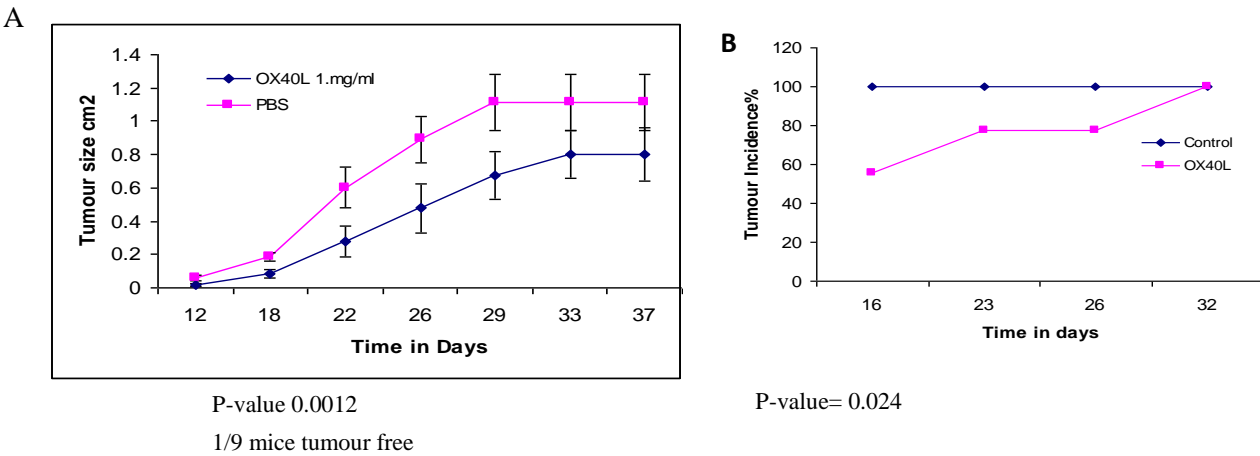 A
1.4
1.2
1
0.8
0.6
0.4
0.2
0
Tumour size cm2
OX40L 1.mg/ml
PBS
12 18 22 26 29 33 37
Time in Days
P-value 0.0012
1/9 mice tumour free
B
120
100
80
60
40
20
0
Tumour Incidence%
Control
OX40L
16 23 26 32
Time in days
P-value= 0.024